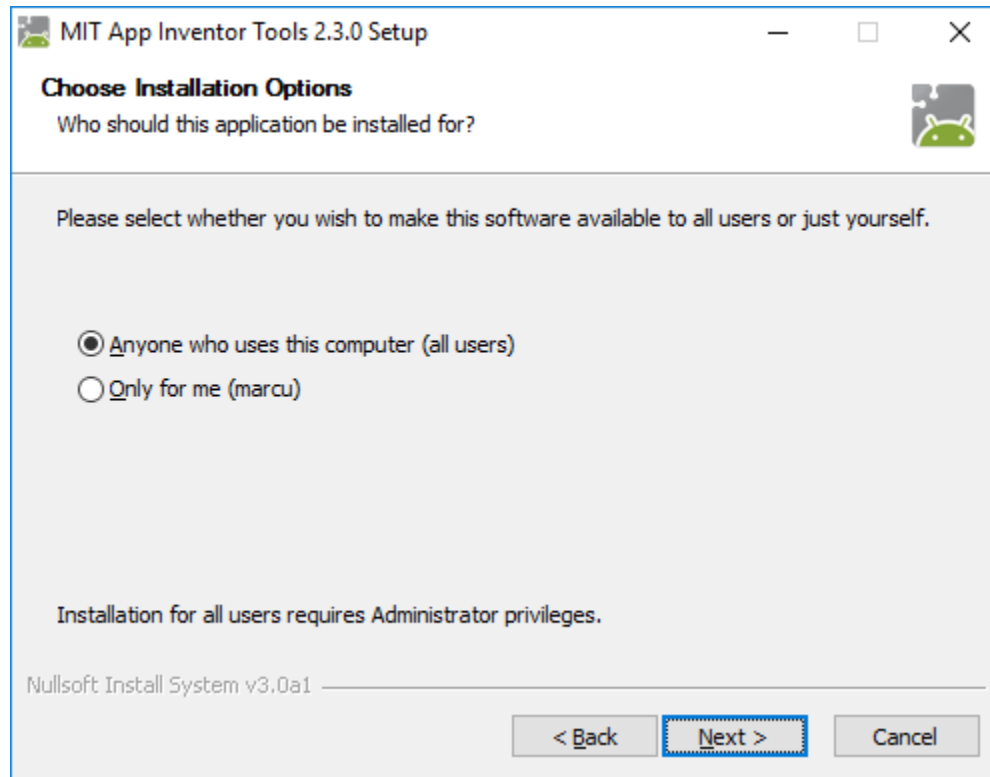 MIT App Inventor Tools 2.3.0 Setup
Choose Installation Options
Who should this application be installed for?
Please select whether you wish to make this software available to all users or just yourself.
Anyone who uses this computer (all users)
Only for me (marcu)
Installation for all users requires Administrator privileges.
Nullsoft Install System v3.0a1
< Back Next > Cancel